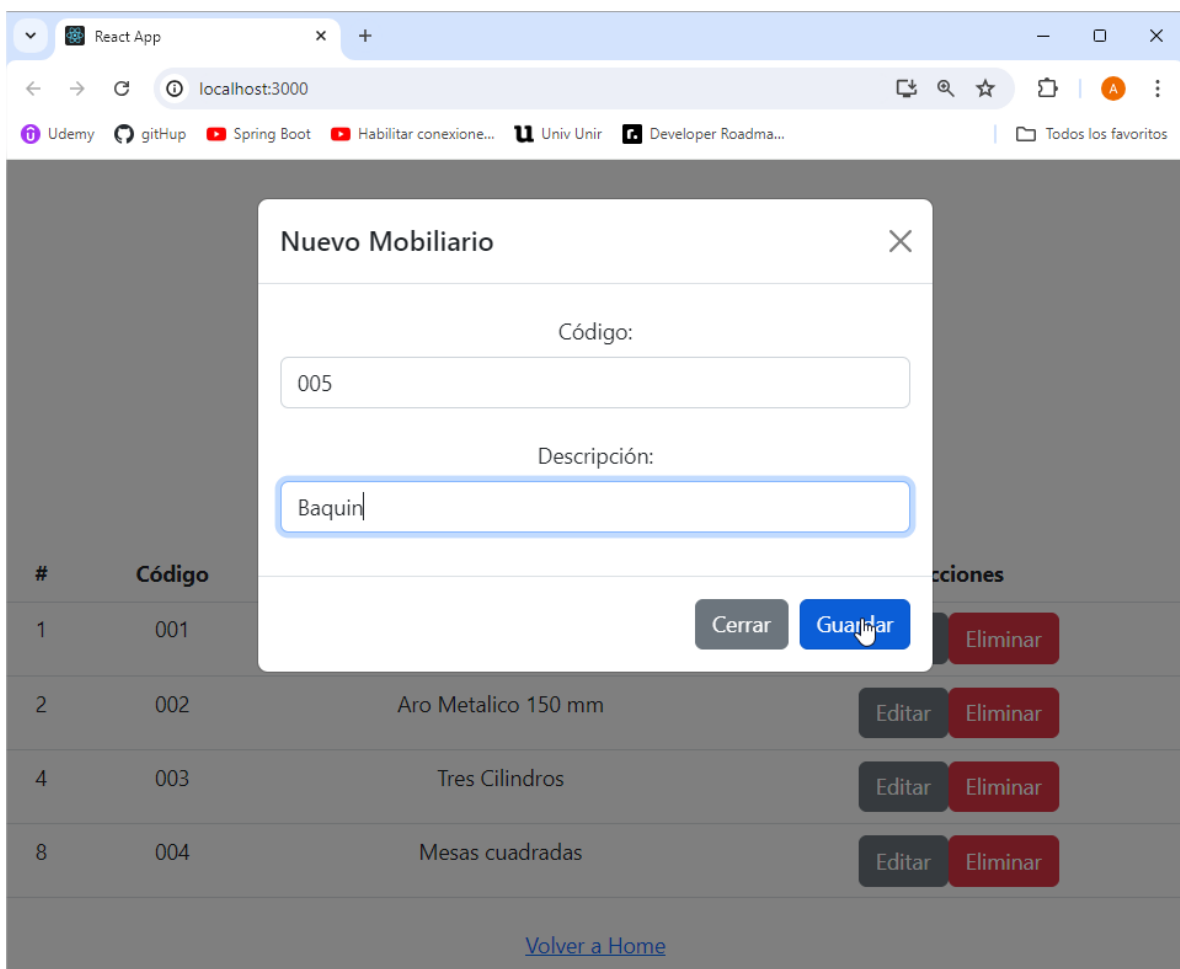 React App
localhost:3000
A
Udemy gitHup Spring Boot Habilitar conexione... Univ Unir Developer Roadma... Todos los favoritos
Nuevo Mobiliario
Código:
005
Descripción:
Baquin
# Código cciones
Cerrar Guardar
1 001 Eliminar
2 002 Aro Metalico 150 mm Editar Eliminar
4 003 Tres Cilindros Editar Eliminar
8 004 Mesas cuadradas Editar Eliminar
Volver a Home